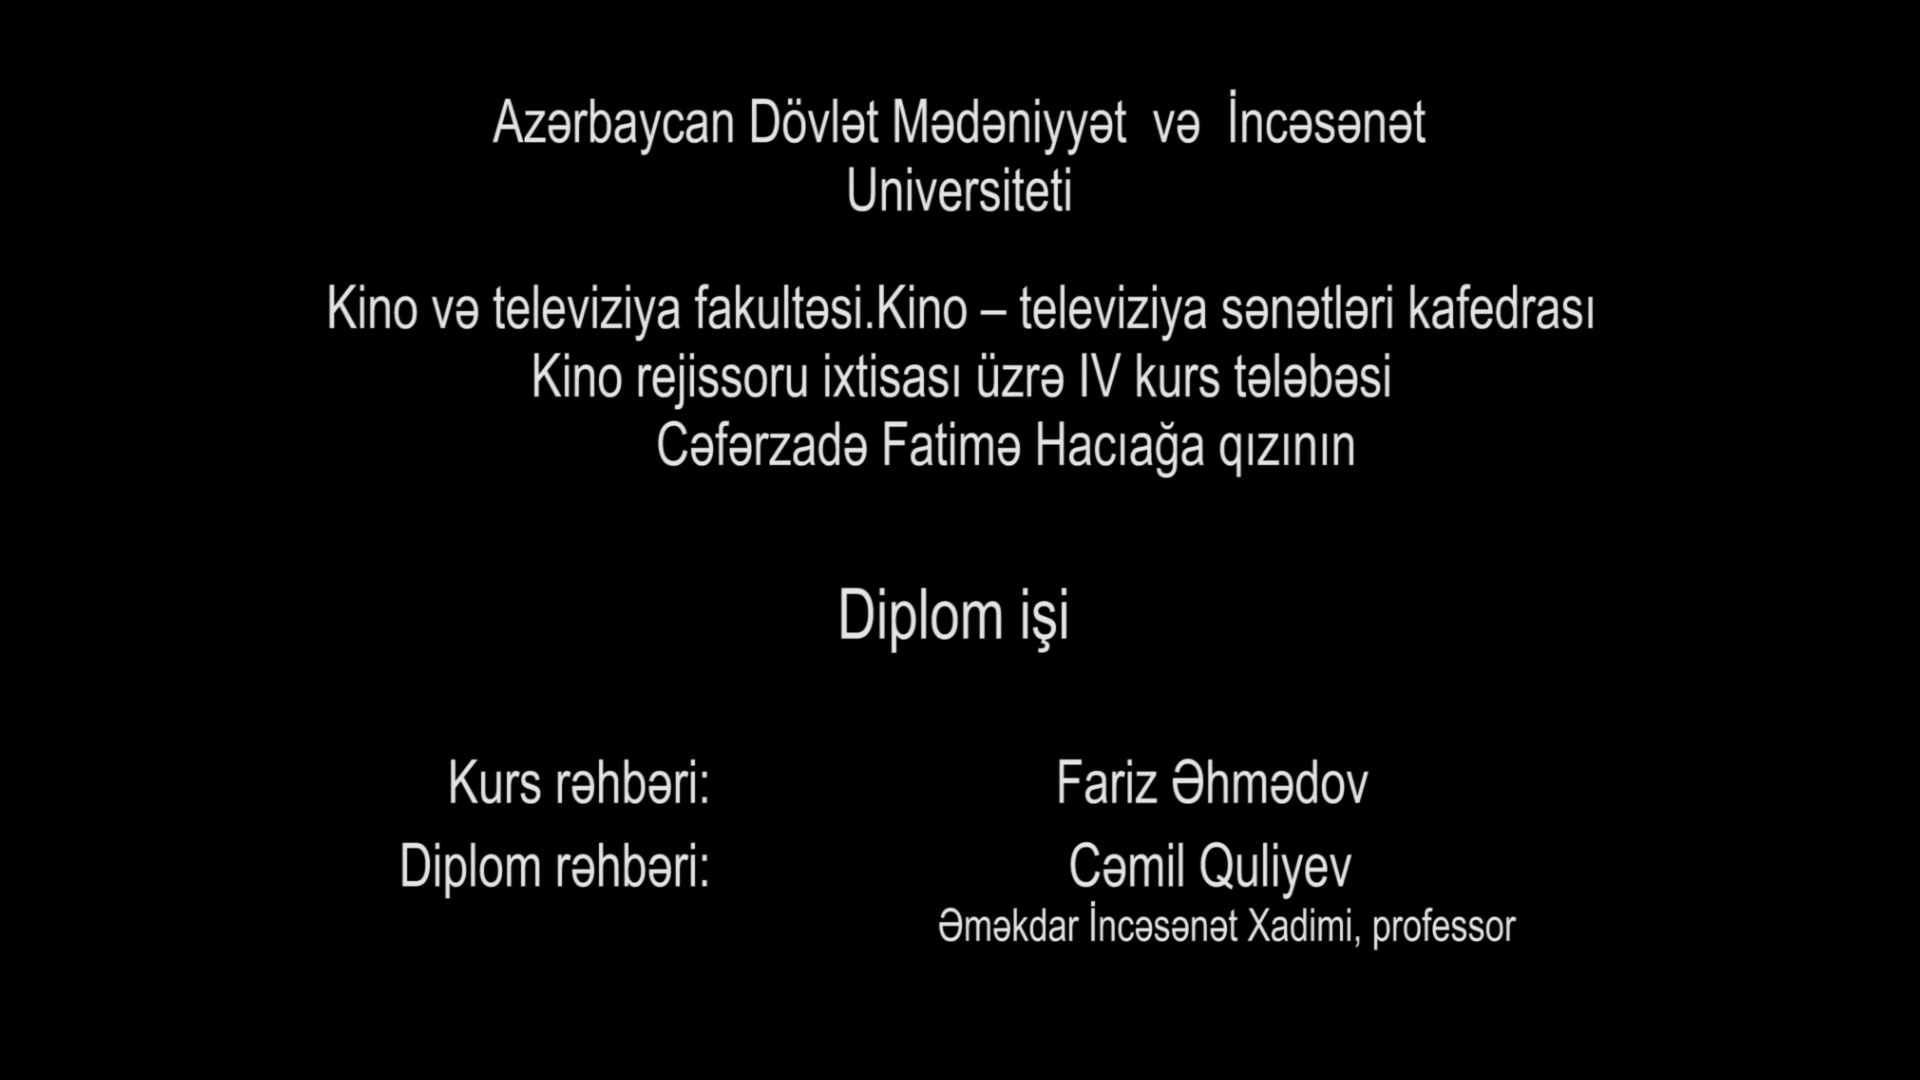 Azərbaycan Dövlət Mədəniyyət və İncəsənət
Universiteti
Kino və televiziya fakultəsi.Kino – televiziya sənətləri kafedrası
Kino rejissoru ixtisası üzrə IV kurs tələbəsi
Cəfərzadə Fatimə Hacıağa qızının
Diplom işi
Kurs rəhbəri: Fariz Əhmədov
Diplom rəhbəri: Cəmil Quliyev
Əməkdar İncəsənət Xadimi, professor